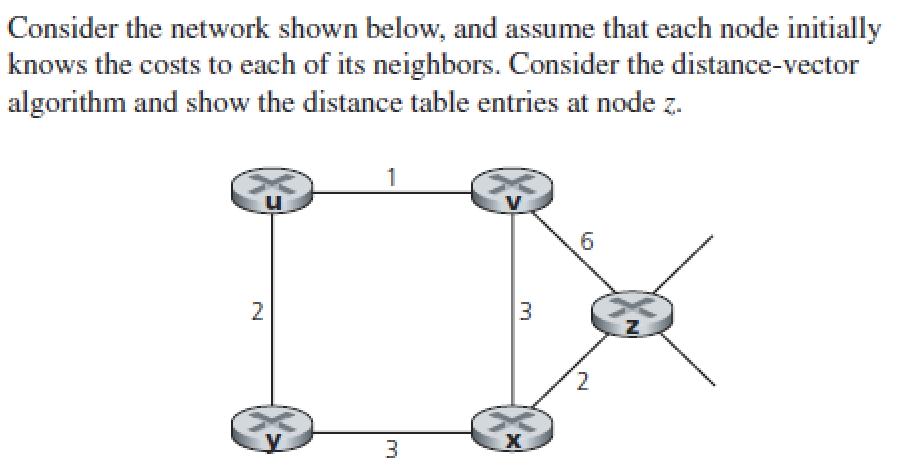 Consider the network shown below, and assume that each node initially
knows the costs to each of its neighbors. Consider the distance-vector
algorithm and show the distance table entries at node z.
1
u
v
6
2
3
z
2
y
3
x